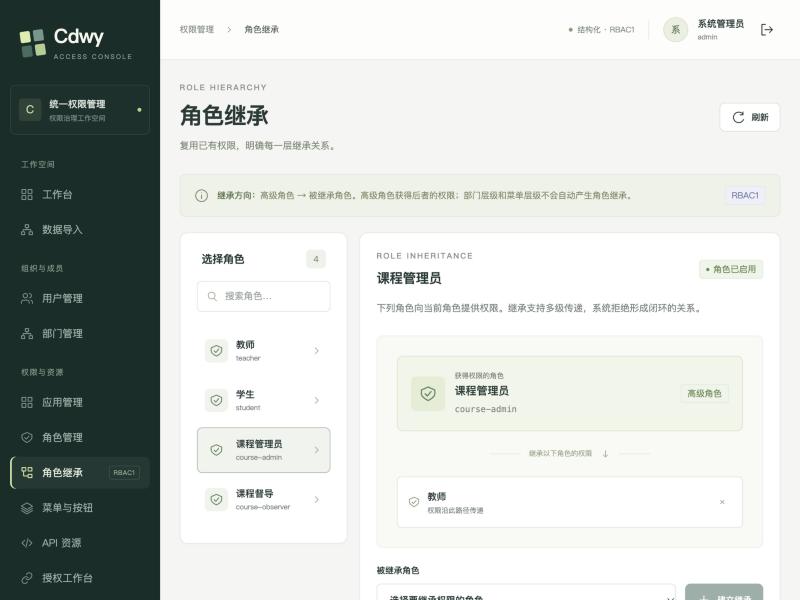 Cdwy
ACCESS CONSOLE
C
统一权限管理
权限治理工作空间
工作空间
工作台
数据导入
组织与成员
用户管理
部门管理
权限与资源
应用管理
角色管理
角色继承
RBAC1
菜单与按钮
API 资源
授权工作台
权限管理
角色继承
结构化 · RBAC1
系
系统管理员
admin
ROLE HIERARCHY
角色继承
复用已有权限，明确每一层继承关系。
刷新
继承方向：高级角色 → 被继承角色。高级角色获得后者的权限；部门层级和菜单层级不会自动产生角色继承。
RBAC1
选择角色
4
搜索角色...
教师
teacher
学生
student
课程管理员
course-admin
课程督导
course-observer
ROLE INHERITANCE
课程管理员
角色已启用
下列角色向当前角色提供权限。继承支持多级传递，系统拒绝形成闭环的关系。
获得权限的角色
课程管理员
course-admin
高级角色
继承以下角色的权限 ↓
教师
权限沿此路径传递
×
被继承角色
选择要继承权限的角色
建立继承